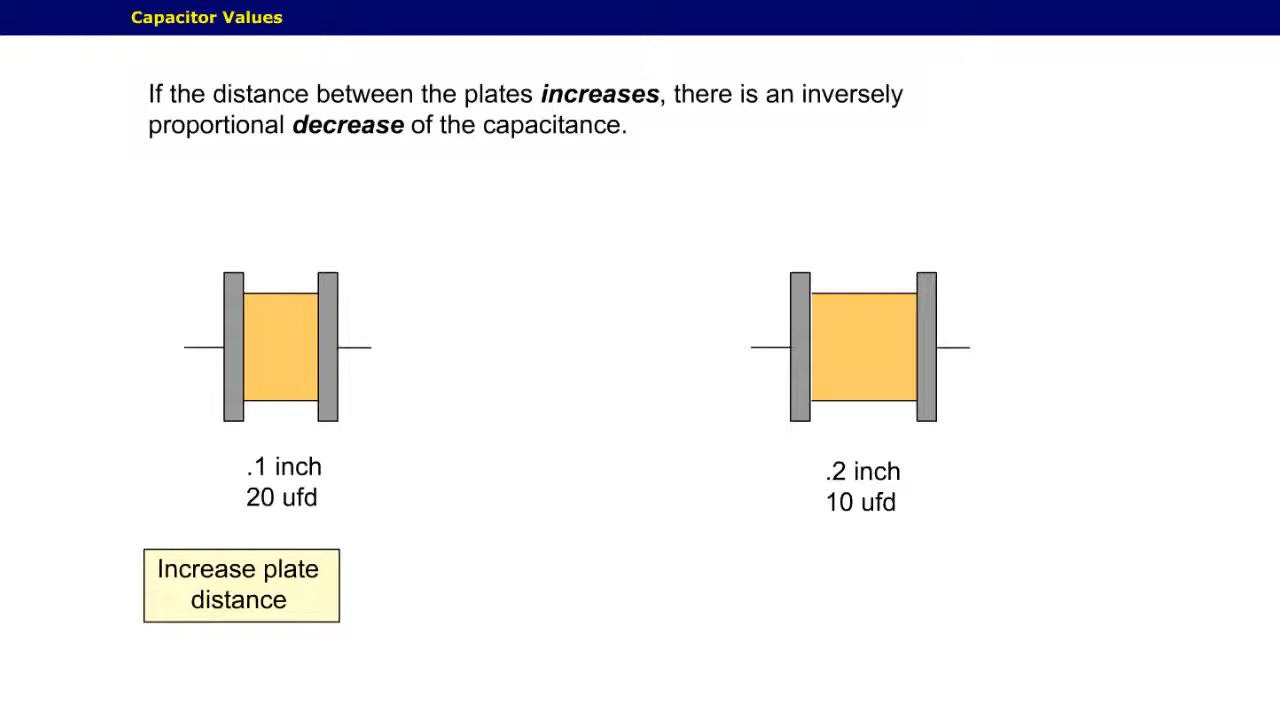 Capacitor Values
If the distance between the plates increases, there is an inversely
proportional decrease of the capacitance.
.1 inch
20 ufd
.2 inch
10 ufd
Increase plate
distance